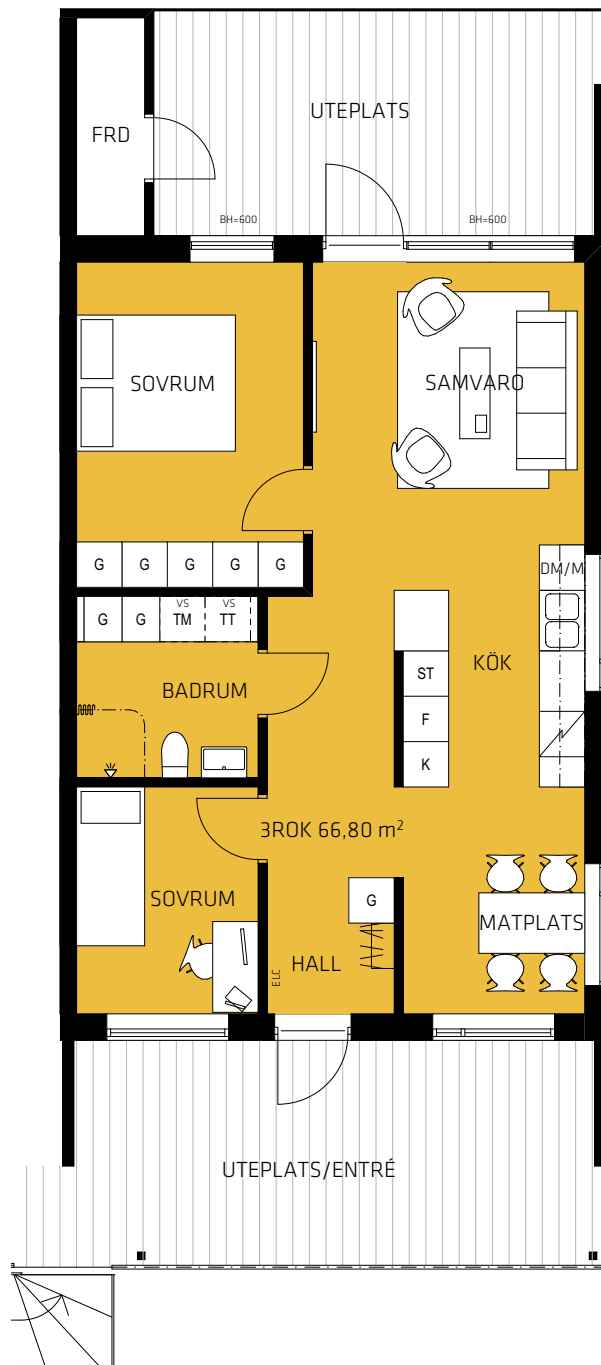 UTEPLATS
FRD
BH=600
BH=600
SOVRUM
SAMVARO
G
G
G
G
G
DM/M
G
G
VS
TM
VS
TT
BADRUM
KÖK
ST
F
K
3ROK 66,80 m²
SOVRUM
G
MATPLATS
HALL
ELC
UTEPLATS/ENTRÉ